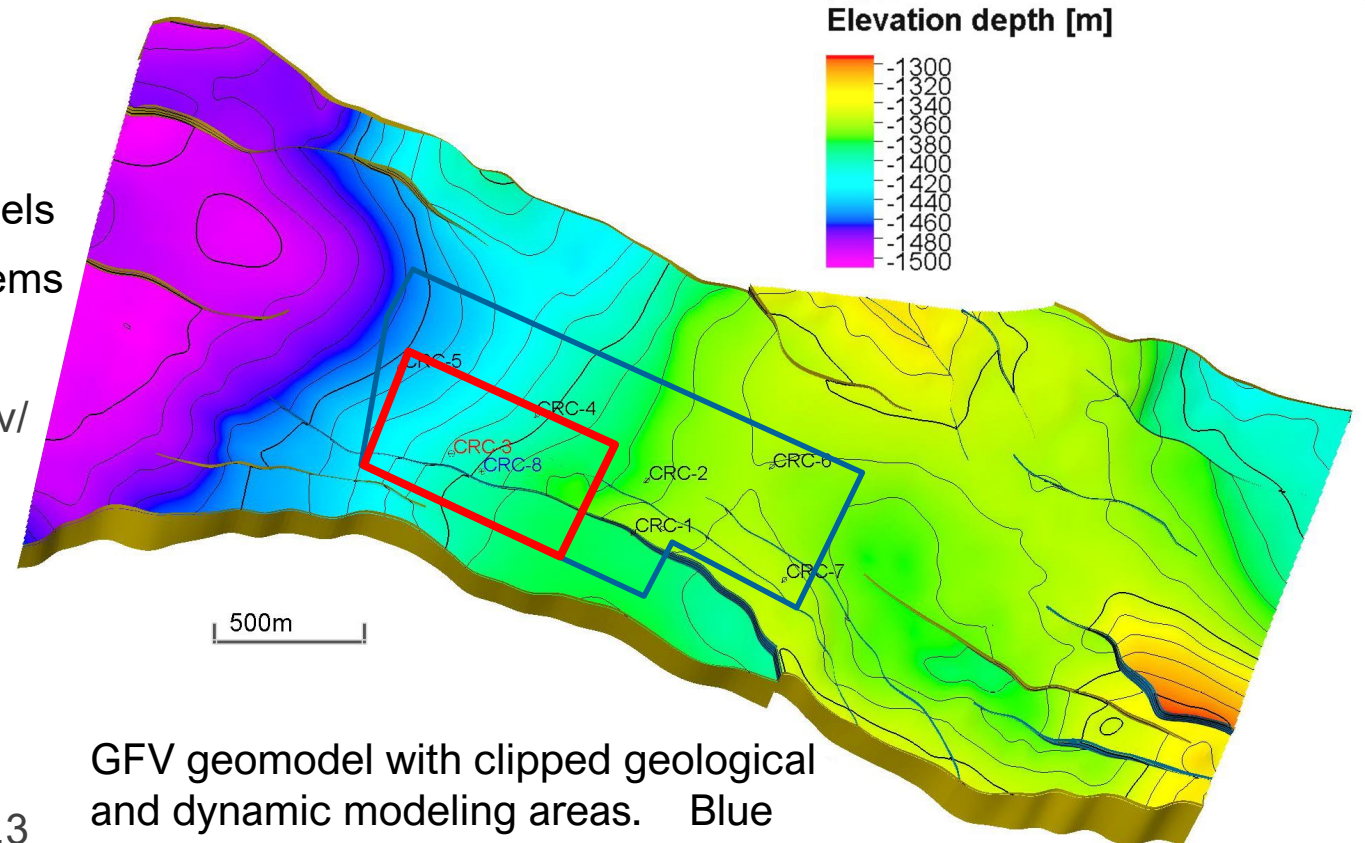 Elevation depth [m]
-1300
-1320
-1340
-1360
-1380
-1400
-1420
-1440
-1460
-1480
-1500
els
ems
v/
CRC-5
CRC-4
CRC-3
CRC-8
CRC-2
CRC-6
CRC-1
CRC-7
500m
GFV geomodel with clipped geological
and dynamic modeling areas. Blue
.3